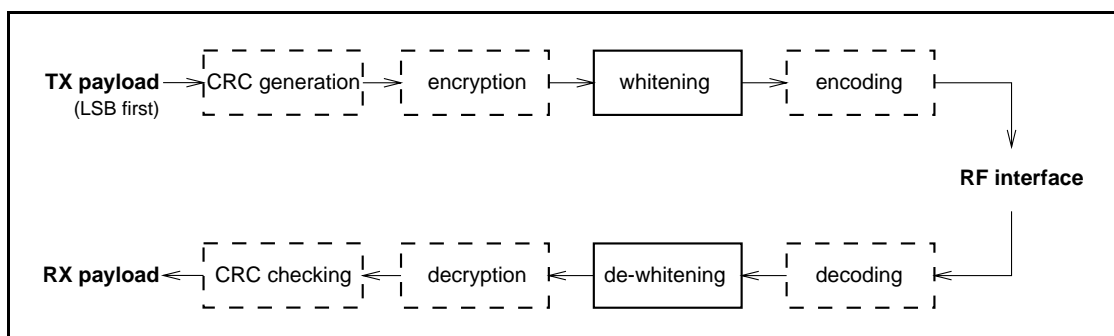 TX payload
(LSB first)
CRC generation
encryption
whitening
encoding
RF interface
RX payload
CRC checking
decryption
de-whitening
decoding